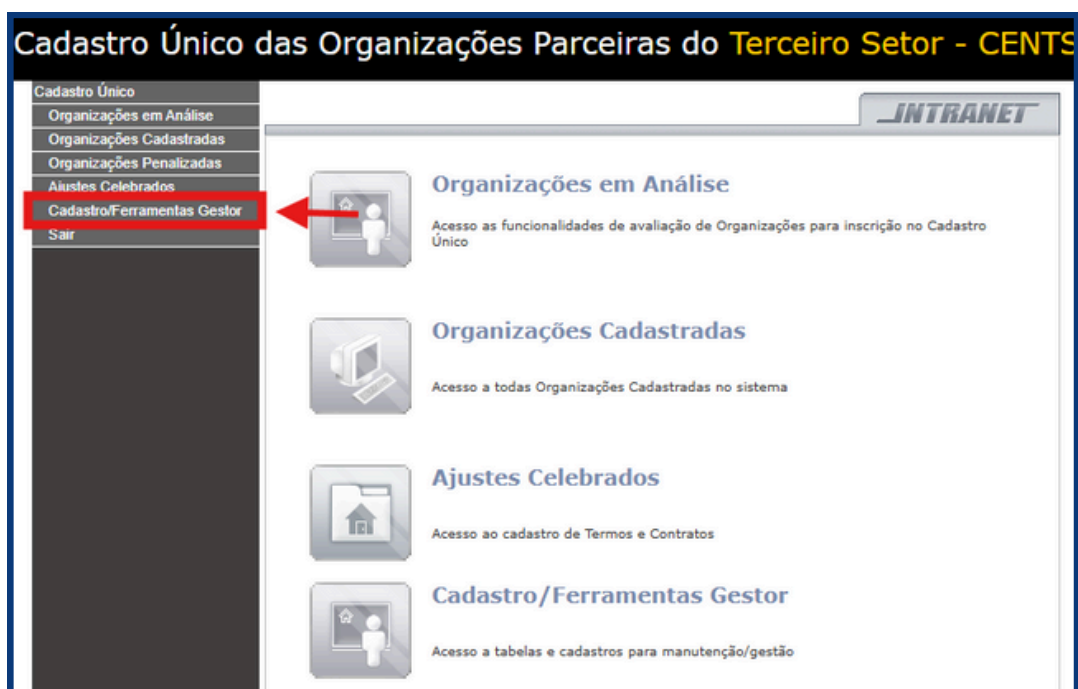 Cadastro Único das Organizações Parceiras do Terceiro Setor - CENTS
Cadastro Único
Organizações em Análise
Organizações Cadastradas
Organizações Penalizadas
Ajustes Celebrados
Cadastro/Ferramentas Gestor
Sair
INTRANET
Organizações em Análise
Acesso as funcionalidades de avaliação de Organizações para inscrição no Cadastro
Único
Organizações Cadastradas
Acesso a todas Organizações Cadastradas no sistema
Ajustes Celebrados
Acesso ao cadastro de Termos e Contratos
Cadastro/Ferramentas Gestor
Acesso a tabelas e cadastros para manutenção/gestão